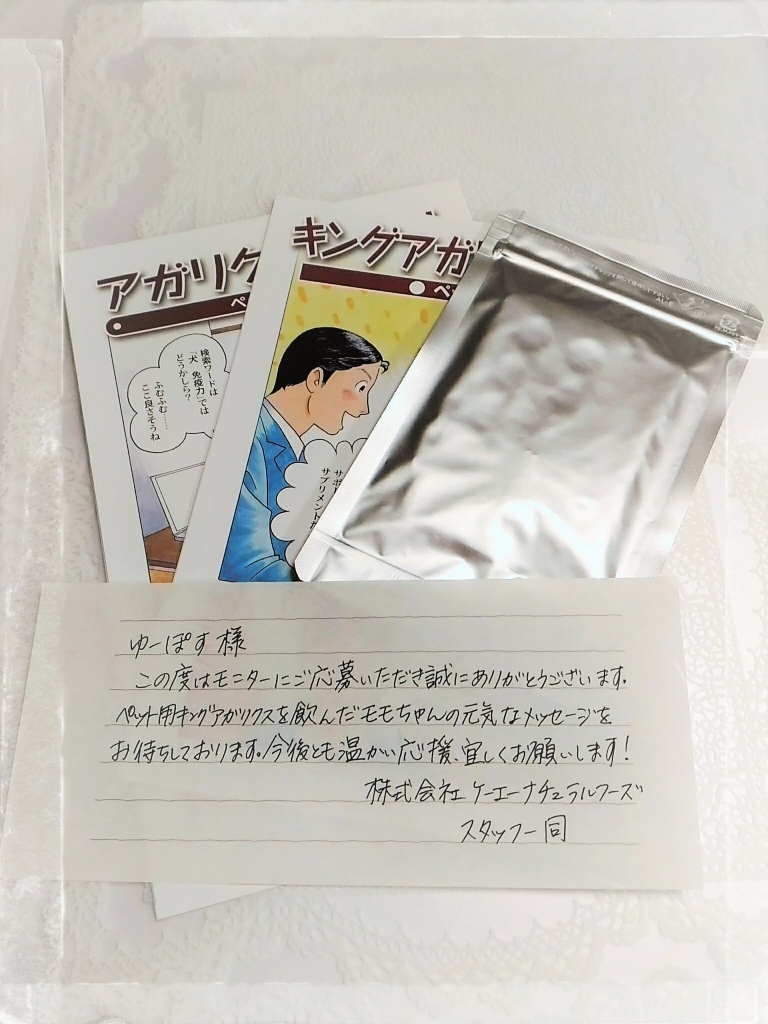 アガリク
ペ
検索ワードは
「犬 免疫力」では
どうかしら？
ふむふむ……
ここ良さそうね
キングアガ
ペ
サポ
サプリメント
ゆーぽす様
この度はモニターにご応募いただき誠にありがとうございます。
ペット用キングアガリクスを飲んだモモちゃんの元気なメッセージを
お待ちしております。今後とも温かい応援、宜しくお願いします！
株式会社ケーエーナチュラルフーズ
スタッフ一同